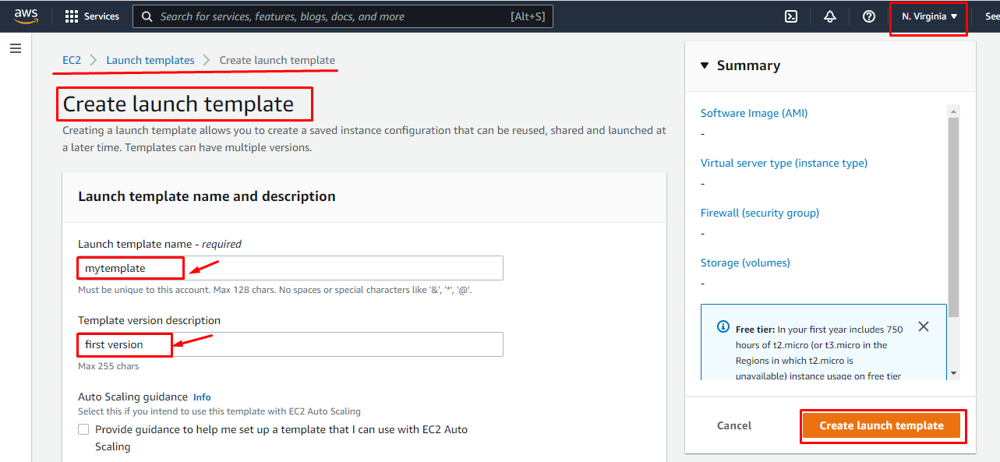 aws
Services
Search for services, features, blogs, docs, and more
[Alt+S]
N. Virginia ▼
See
EC2 > Launch templates > Create launch template
Create launch template
Creating a launch template allows you to create a saved instance configuration that can be reused, shared and launched at
a later time. Templates can have multiple versions.
Launch template name and description
Launch template name - required
mytemplate
Must be unique to this account. Max 128 chars. No spaces or special characters like '&', '*', '@'.
Template version description
first version
Max 255 chars
Auto Scaling guidance Info
Select this if you intend to use this template with EC2 Auto Scaling
Provide guidance to help me set up a template that I can use with EC2 Auto
Scaling
▼ Summary
Software Image (AMI)
-
Virtual server type (instance type)
-
Firewall (security group)
-
Storage (volumes)
-
Free tier: In your first year includes 750
hours of t2.micro (or t3.micro in the
Regions in which t2.micro is
unavailable) instance usage on free tier
Cancel
Create launch template